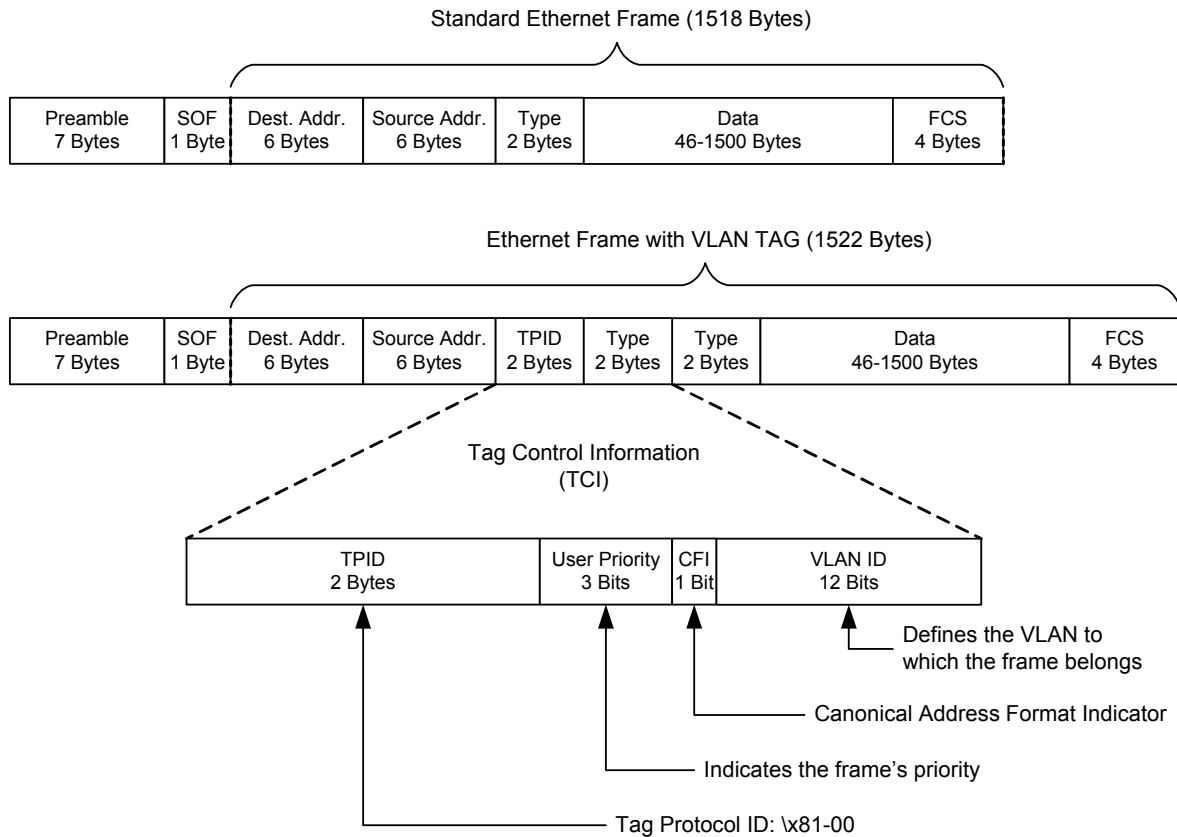 Standard Ethernet Frame (1518 Bytes)
Preamble
7 Bytes
SOF
1 Byte
Dest. Addr.
6 Bytes
Source Addr.
6 Bytes
Type
2 Bytes
Data
46-1500 Bytes
FCS
4 Bytes
Ethernet Frame with VLAN TAG (1522 Bytes)
Preamble
7 Bytes
SOF
1 Byte
Dest. Addr.
6 Bytes
Source Addr.
6 Bytes
TPID
2 Bytes
Type
2 Bytes
Type
2 Bytes
Data
46-1500 Bytes
FCS
4 Bytes
Tag Control Information
(TCI)
TPID
2 Bytes
User Priority
3 Bits
CFI
1 Bit
VLAN ID
12 Bits
Defines the VLAN to
which the frame belongs
Canonical Address Format Indicator
Indicates the frame's priority
Tag Protocol ID: \x81-00